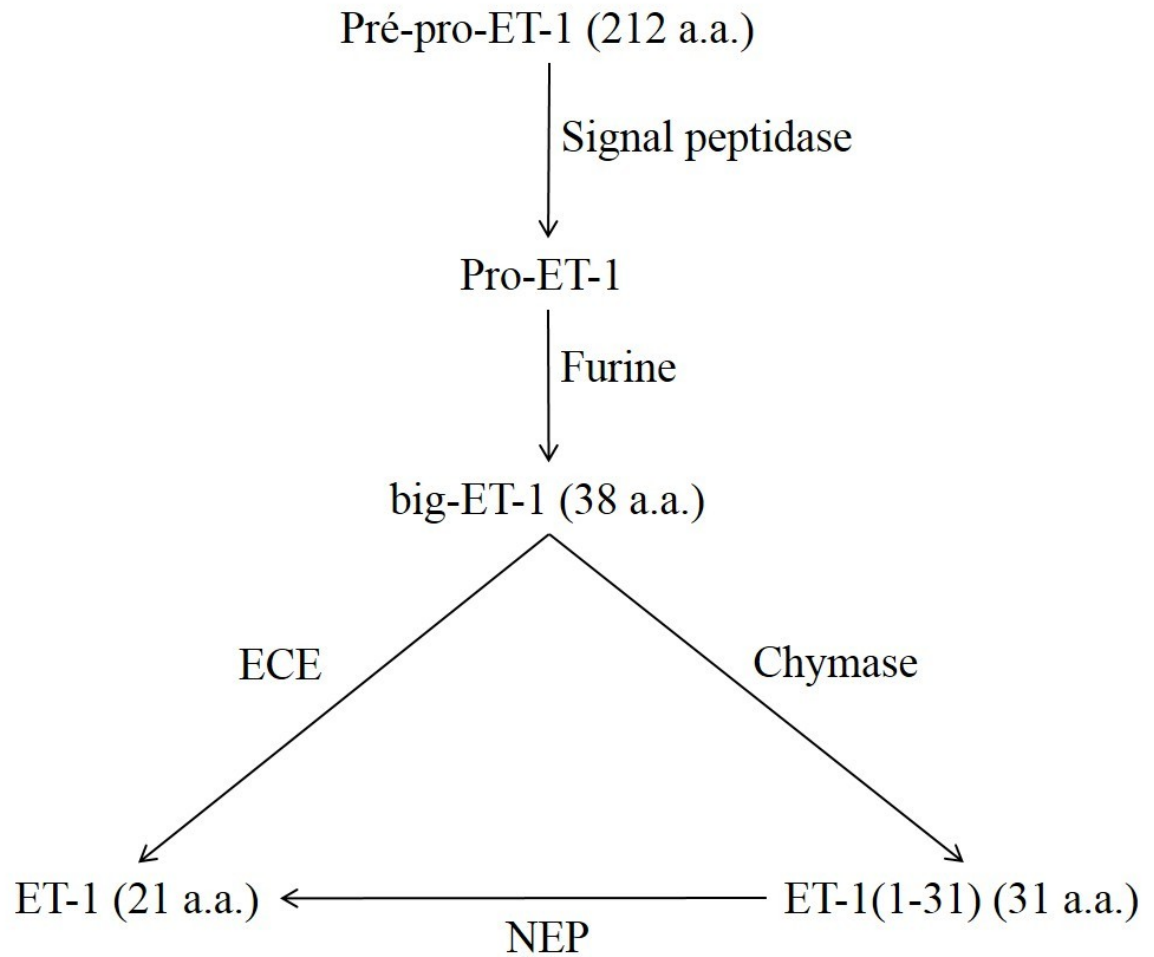 Pré-pro-ET-1 (212 a.a.)
Signal peptidase
Pro-ET-1
Furine
big-ET-1 (38 a.a.)
ECE
Chymase
ET-1 (21 a.a.)
ET-1(1-31) (31 a.a.)
NEP